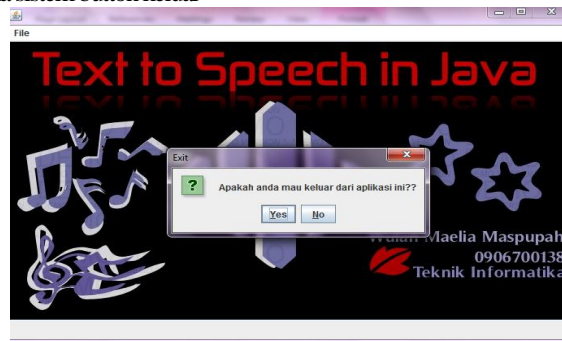 File
Text to Speech in Java
Exit
Apakah anda mau keluar dari aplikasi ini??
Yes No
Maelia Maspupah
0906700138
Teknik Informatika